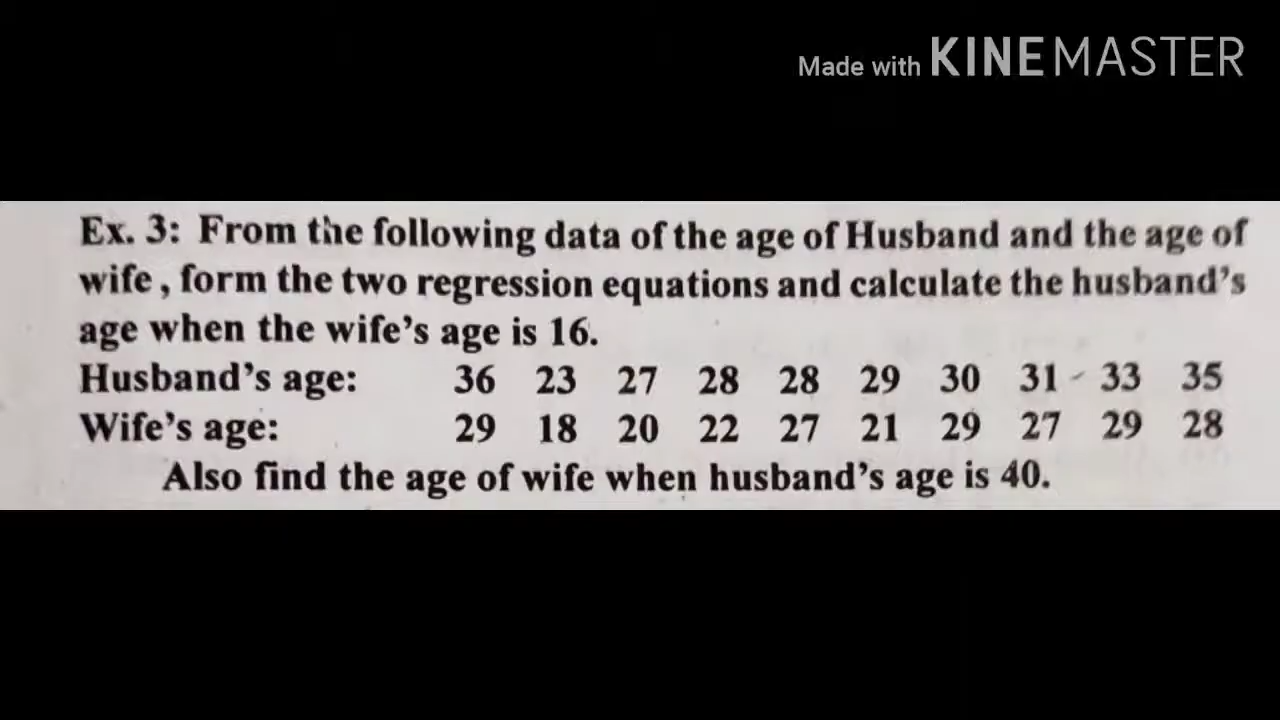 Made with KINEMASTER
Ex. 3: From the following data of the age of Husband and the age of
wife, form the two regression equations and calculate the husband's
age when the wife's age is 16.
Husband's age: 36 23 27 28 28 29 30 31 33 35
Wife's age: 29 18 20 22 27 21 29 27 29 28
Also find the age of wife when husband's age is 40.